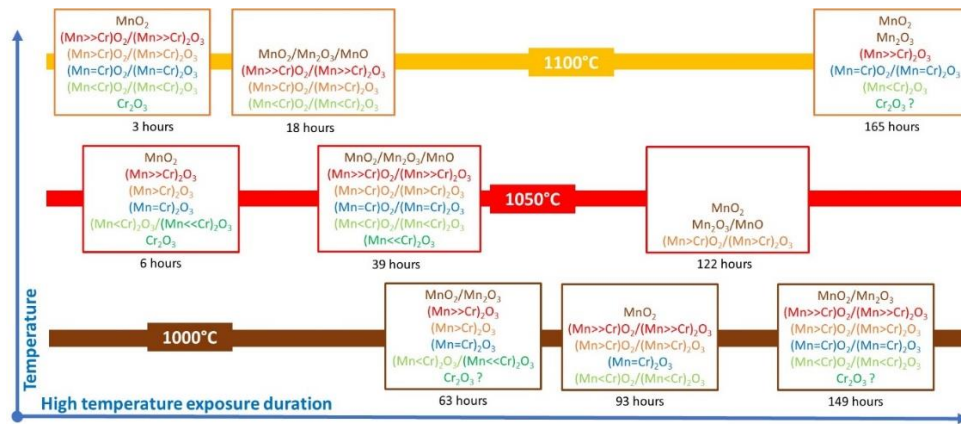 MnO₂
(Mn>>Cr)O₂/(Mn>>Cr)₂O₃
(Mn>Cr)O₂/(Mn>Cr)₂O₃
(Mn=Cr)O₂/(Mn=Cr)₂O₃
(Mn<Cr)O₂/(Mn<Cr)₂O₃
Cr₂O₃
3 hours
MnO₂/Mn₂O₃/MnO
(Mn>>Cr)O₂/(Mn>>Cr)₂O₃
(Mn>Cr)O₂/(Mn>Cr)₂O₃
(Mn<Cr)O₂/(Mn<Cr)₂O₃
18 hours
1100°C
MnO₂
Mn₂O₃
(Mn>>Cr)₂O₃
(Mn=Cr)O₂/(Mn=Cr)₂O₃
(Mn<Cr)₂O₃
Cr₂O₃ ?
165 hours
MnO₂
(Mn>>Cr)₂O₃
(Mn>Cr)₂O₃
(Mn=Cr)₂O₃
(Mn<Cr)₂O₃/(Mn<<Cr)₂O₃
Cr₂O₃
6 hours
MnO₂/Mn₂O₃/MnO
(Mn>>Cr)O₂/(Mn>>Cr)₂O₃
(Mn>Cr)O₂/(Mn>Cr)₂O₃
(Mn=Cr)O₂/(Mn=Cr)₂O₃
(Mn<Cr)O₂/(Mn<Cr)₂O₃
(Mn<<Cr)₂O₃
39 hours
1050°C
MnO₂
Mn₂O₃/MnO
(Mn>Cr)O₂/(Mn>Cr)₂O₃
122 hours
1000°C
MnO₂/Mn₂O₃
(Mn>>Cr)₂O₃
(Mn>Cr)₂O₃
(Mn=Cr)₂O₃
(Mn<Cr)₂O₃/(Mn<<Cr)₂O₃
Cr₂O₃ ?
63 hours
MnO₂
(Mn>>Cr)O₂/(Mn>>Cr)₂O₃
(Mn>Cr)O₂/(Mn>Cr)₂O₃
(Mn=Cr)₂O₃
(Mn<Cr)O₂/(Mn<Cr)₂O₃
93 hours
MnO₂/Mn₂O₃
(Mn>>Cr)O₂/(Mn>>Cr)₂O₃
(Mn>Cr)O₂/(Mn>Cr)₂O₃
(Mn=Cr)O₂/(Mn=Cr)₂O₃
(Mn<Cr)O₂/(Mn<Cr)₂O₃
Cr₂O₃ ?
149 hours
Temperature
High temperature exposure duration